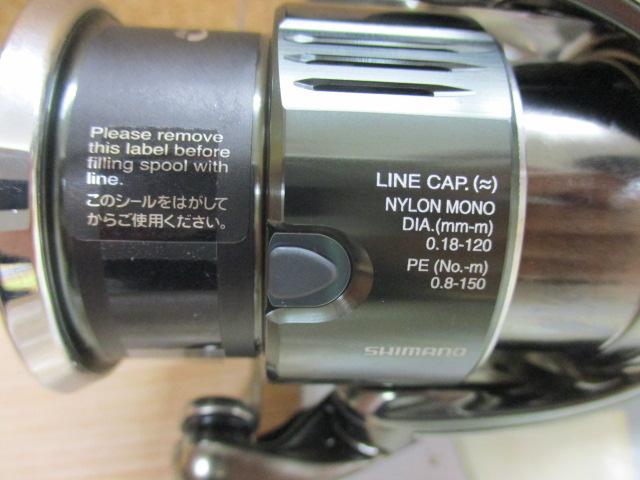 Please remove
this label before
filling spool with
line.
このシールをはがして
からご使用ください。
LINE CAP.(≈)
NYLON MONO
DIA.(mm-m)
0.18-120
PE (No.-m)
0.8-150
SHIMANO